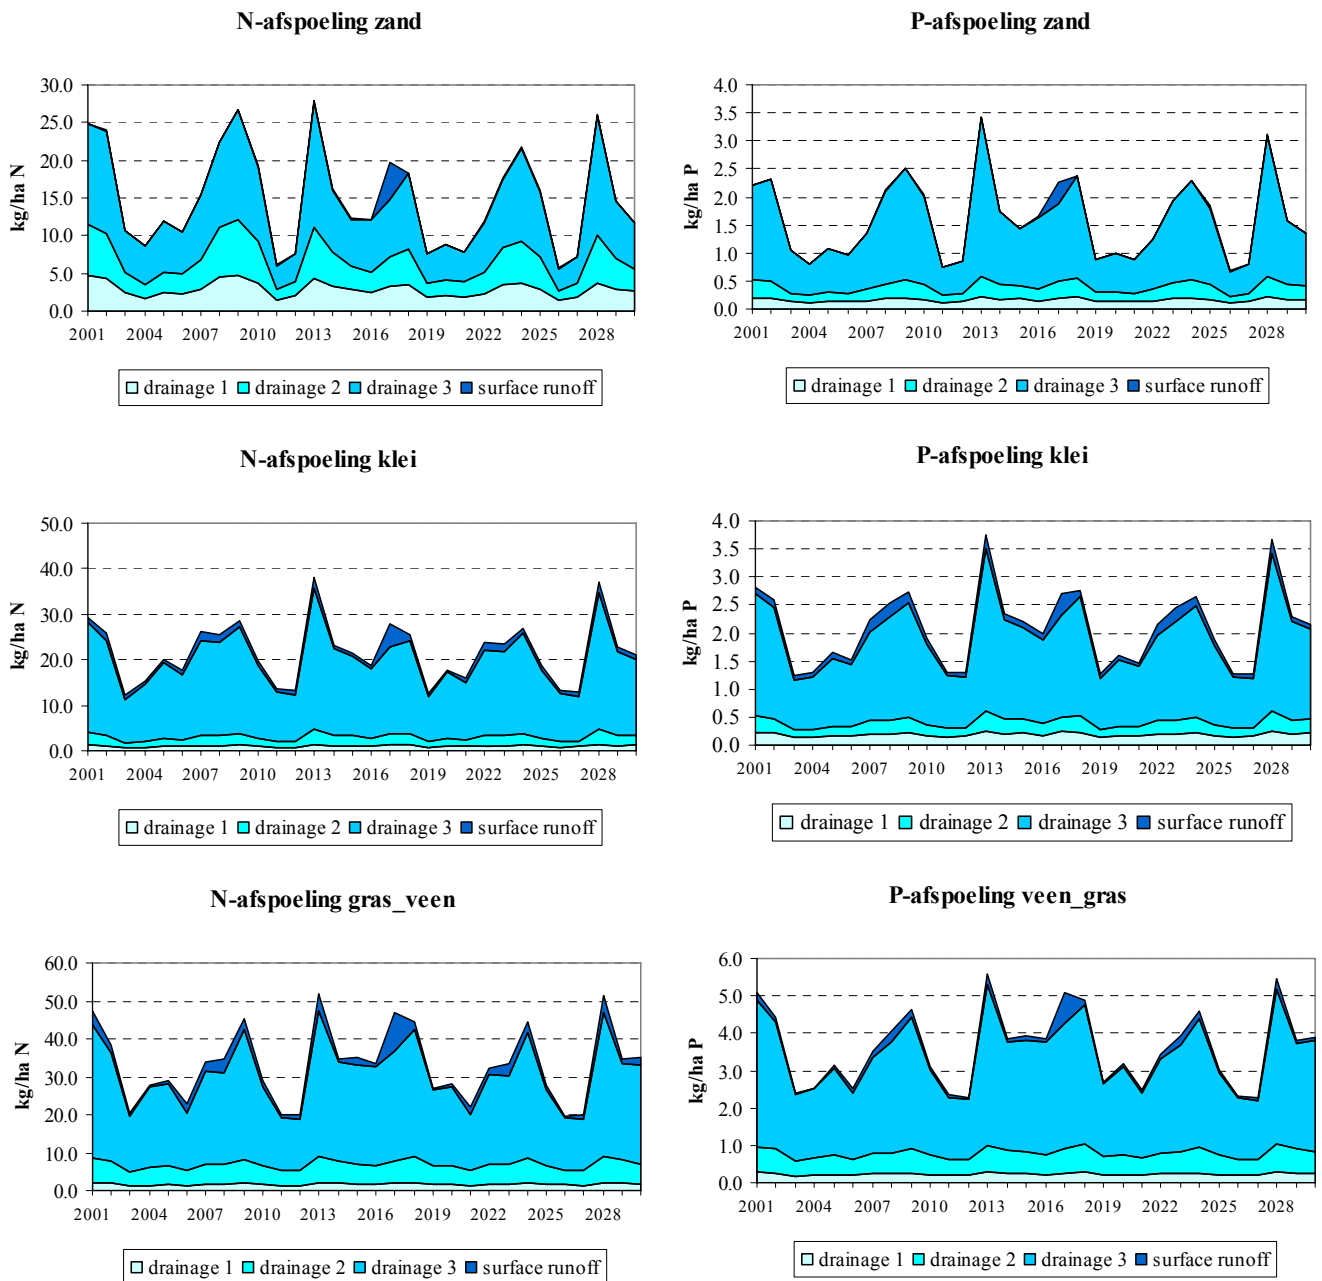 N-afspoeling zand
kg/ha N
30.0
25.0
20.0
15.0
10.0
5.0
0.0
2001 2004 2007 2010 2013 2016 2019 2022 2025 2028
drainage 1 drainage 2 drainage 3 surface runoff
P-afspoeling zand
kg/ha P
4.0
3.5
3.0
2.5
2.0
1.5
1.0
0.5
0.0
2001 2004 2007 2010 2013 2016 2019 2022 2025 2028
drainage 1 drainage 2 drainage 3 surface runoff
N-afspoeling klei
kg/ha N
50.0
40.0
30.0
20.0
10.0
0.0
2001 2004 2007 2010 2013 2016 2019 2022 2025 2028
drainage 1 drainage 2 drainage 3 surface runoff
P-afspoeling klei
kg/ha P
4.0
3.5
3.0
2.5
2.0
1.5
1.0
0.5
0.0
2001 2004 2007 2010 2013 2016 2019 2022 2025 2028
drainage 1 drainage 2 drainage 3 surface runoff
N-afspoeling gras_veen
kg/ha N
60.0
50.0
40.0
30.0
20.0
10.0
0.0
2001 2004 2007 2010 2013 2016 2019 2022 2025 2028
drainage 1 drainage 2 drainage 3 surface runoff
P-afspoeling veen_gras
kg/ha P
6.0
5.0
4.0
3.0
2.0
1.0
0.0
2001 2004 2007 2010 2013 2016 2019 2022 2025 2028
drainage 1 drainage 2 drainage 3 surface runoff